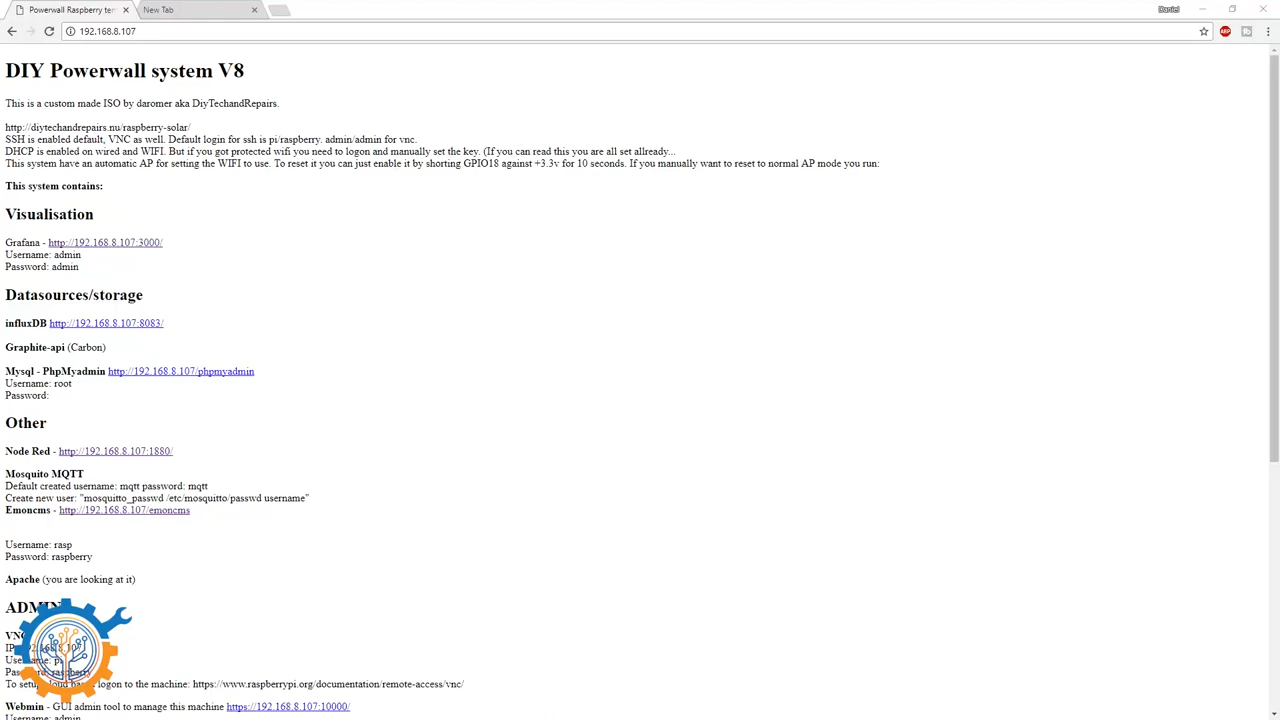 Powerwall Raspberry ten
New Tab
Daniel
192.168.8.107
ABP
DIY Powerwall system V8
This is a custom made ISO by daromer aka DiyTechandRepairs.
http://diytechandrepairs.nu/raspberry-solar/
SSH is enabled default, VNC as well. Default login for ssh is pi/raspberry. admin/admin for vnc.
DHCP is enabled on wired and WIFI. But if you got protected wifi you need to logon and manually set the key. (If you can read this you are all set allready...
This system have an automatic AP for setting the WIFI to use. To reset it you can just enable it by shorting GPIO18 against +3.3v for 10 seconds. If you manually want to reset to normal AP mode you run:
This system contains:
Visualisation
Grafana - http://192.168.8.107:3000/
Username: admin
Password: admin
Datasources/storage
influxDB http://192.168.8.107:8083/
Graphite-api (Carbon)
Mysql - PhpMyadmin http://192.168.8.107/phpmyadmin
Username: root
Password:
Other
Node Red - http://192.168.8.107:1880/
Mosquito MQTT
Default created username: mqtt password: mqtt
Create new user: "mosquitto_passwd /etc/mosquitto/passwd username"
Emoncms - http://192.168.8.107/emoncms
Username: rasp
Password: raspberry
Apache (you are looking at it)
ADMIN
VNC
To setup cloud logon to the machine: https://www.raspberrypi.org/documentation/remote-access/vnc/
Webmin - GUI admin tool to manage this machine https://192.168.8.107:10000/
Username: admin